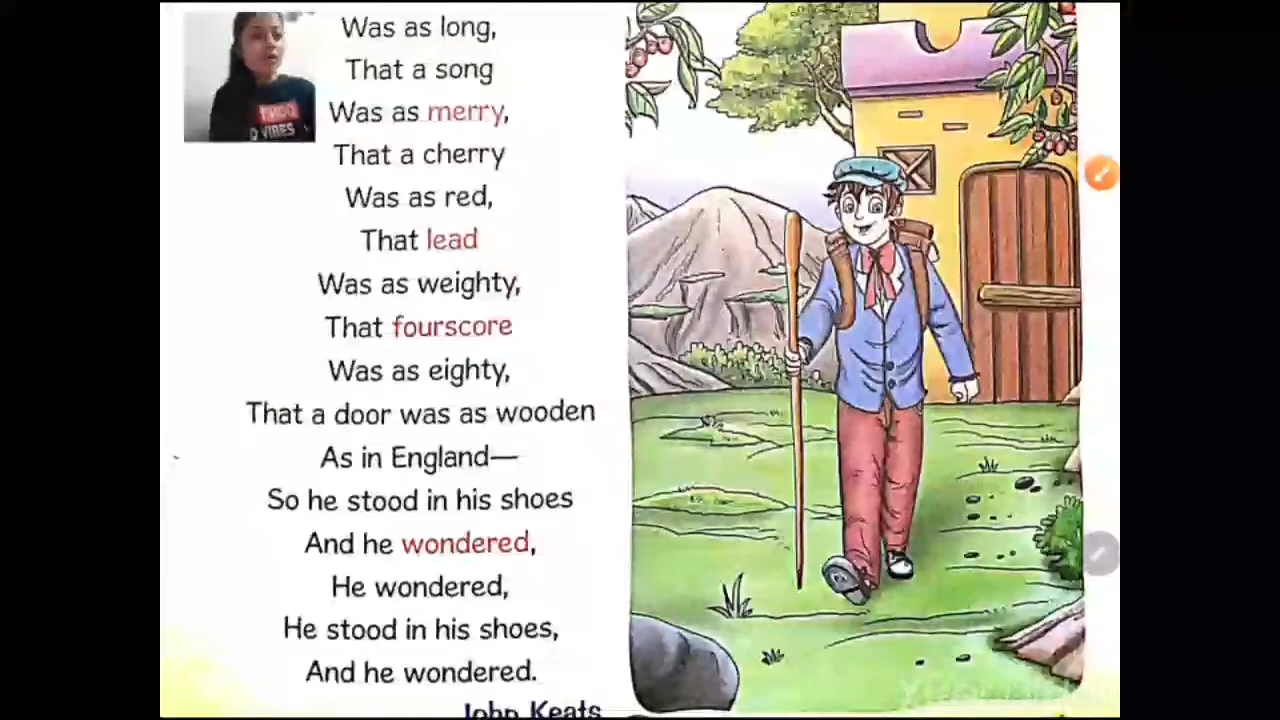 Was as long,
That a song
Was as merry,
That a cherry
Was as red,
That lead
Was as weighty,
That fourscore
Was as eighty,
That a door was as wooden
As in England—
So he stood in his shoes
And he wondered,
He wondered,
He stood in his shoes,
And he wondered.
John Keats
VIBES